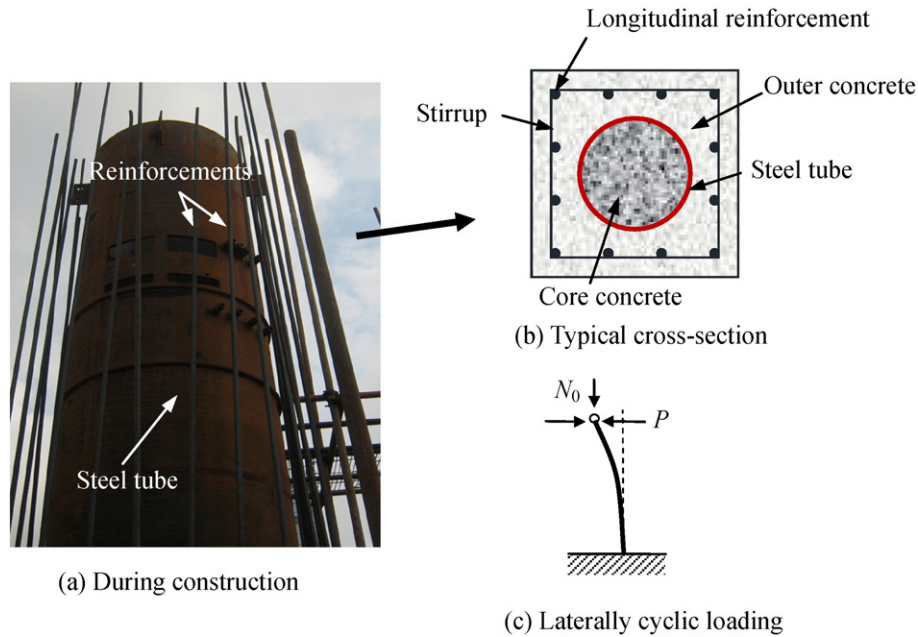 Reinforcements
Steel tube
(a) During construction
Longitudinal reinforcement
Outer concrete
Stirrup
Steel tube
Core concrete
(b) Typical cross-section
N₀
P
(c) Laterally cyclic loading